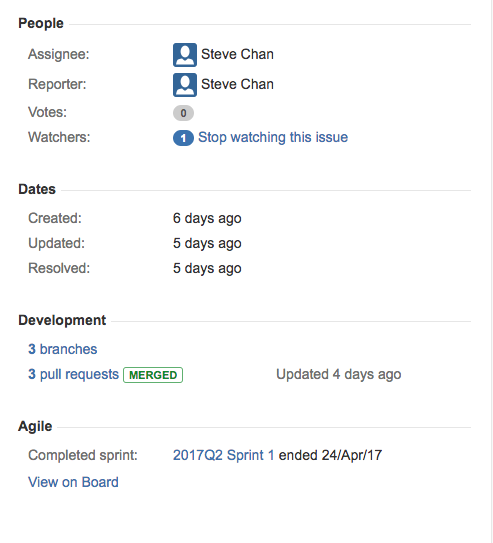 People
Assignee: Steve Chan
Reporter: Steve Chan
Votes: 0
Watchers: 1 Stop watching this issue
Dates
Created: 6 days ago
Updated: 5 days ago
Resolved: 5 days ago
Development
3 branches
3 pull requests MERGED Updated 4 days ago
Agile
Completed sprint: 2017Q2 Sprint 1 ended 24/Apr/17
View on Board